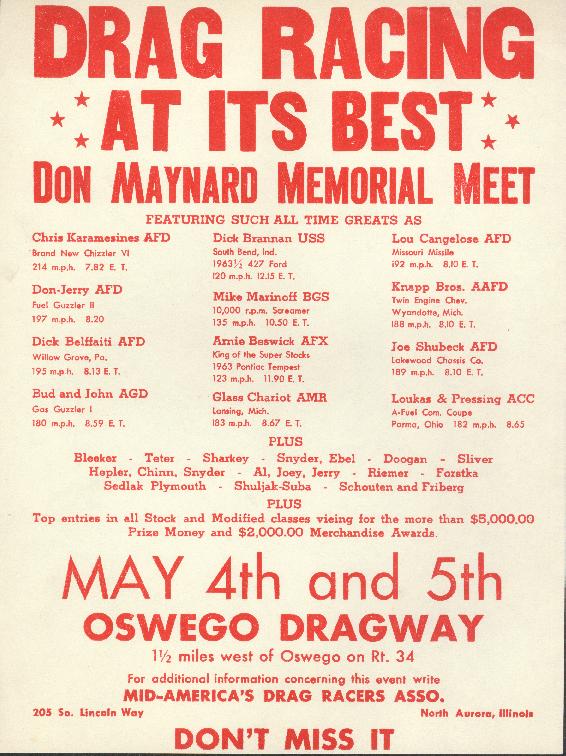 DRAG RACING
AT ITS BEST
DON MAYNARD MEMORIAL MEET
FEATURING SUCH ALL TIME GREATS AS
Chris Karamesines AFD
Brand New Chizzler VI
214 m.p.h. 7.82 E. T.
Don-Jerry AFD
Fuel Guzzler II
197 m.p.h. 8.20
Dick Belffaiti AFD
Willow Grove, Pa.
195 m.p.h. 8.13 E. T.
Bud and John AGD
Gas Guzzler I
180 m.p.h. 8.59 E. T.
Dick Brannan USS
South Bend, Ind.
1963½ 427 Ford
120 m.p.h. 12.15 E. T.
Mike Marinoff BGS
10,000 r.p.m. Screamer
135 m.p.h. 10.50 E. T.
Arnie Beswick AFX
King of the Super Stocks
1963 Pontiac Tempest
123 m.p.h. 11.90 E. T.
Glass Chariot AMR
Lansing, Mich.
183 m.p.h. 8.67 E. T.
Lou Cangelose AFD
Missouri Missile
192 m.p.h. 8.10 E. T.
Knapp Bros. AAFD
Twin Engine Chev.
Wyandotte, Mich.
188 m.p.h. 8.10 E. T.
Joe Shubeck AFD
Lakewood Chassis Co.
189 m.p.h. 8.10 E. T.
Loukas & Pressing ACC
A-Fuel Com. Coupe
Parma, Ohio 182 m.p.h. 8.65
PLUS
Bleeker - Teter - Sharkey - Snyder, Ebel - Doogan - Sliver
Hepler, Chinn, Snyder - Al, Joey, Jerry - Riemer - Forstka
Sedlak Plymouth - Shuljak-Suba - Schouten and Friberg
PLUS
Top entries in all Stock and Modified classes vieing for the more than $5,000.00
Prize Money and $2,000.00 Merchandise Awards.
MAY 4th and 5th
OSWEGO DRAGWAY
1½ miles west of Oswego on Rt. 34
For additional information concerning this event write
MID-AMERICA'S DRAG RACERS ASSO.
205 So. Lincoln Way North Aurora, Illinois
DON'T MISS IT